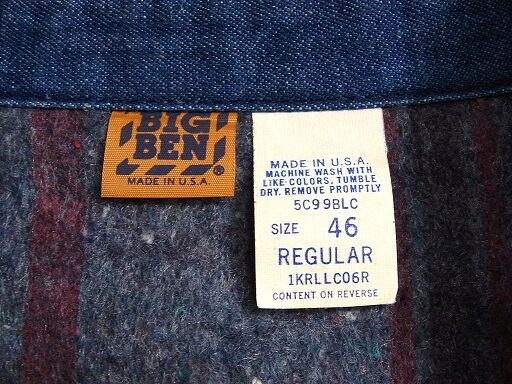 BIG
BEN
®
MADE IN U.S.A.
MADE IN U.S.A.
MACHINE WASH WITH
LIKE-COLORS, TUMBLE
DRY. REMOVE PROMPTLY
5C99BLC
SIZE 46
REGULAR
1KRLLC06R
CONTENT ON REVERSE